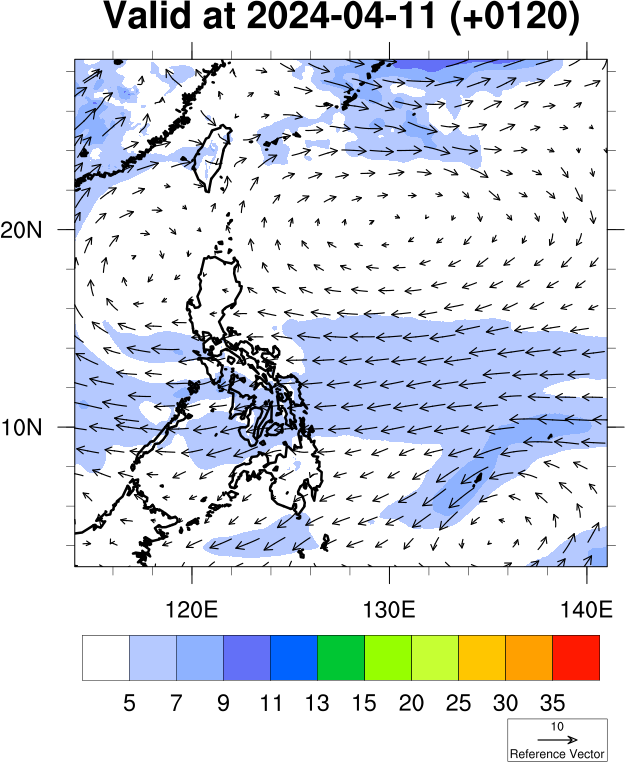 Valid at 2024-04-11 (+0120)
20N
10N
120E 130E 140E
5 7 9 11 13 15 20 25 30 35
10
Reference Vector